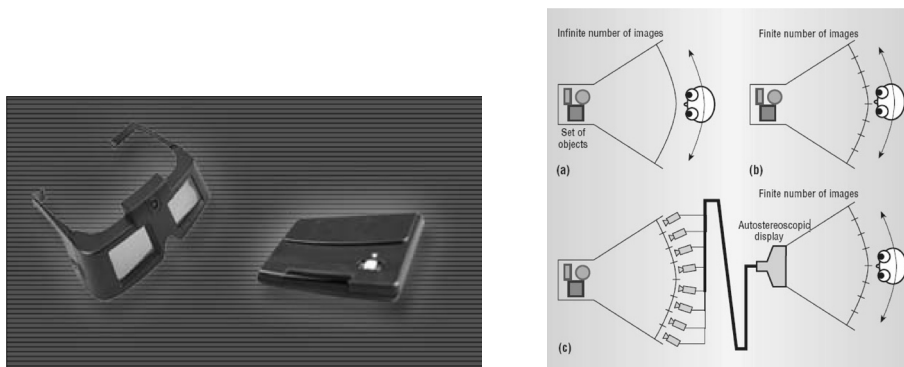 Infinite number of images
Finite number of images
Set of
objects
(a)
(b)
Finite number of images
Autostereoscopic
display
(c)